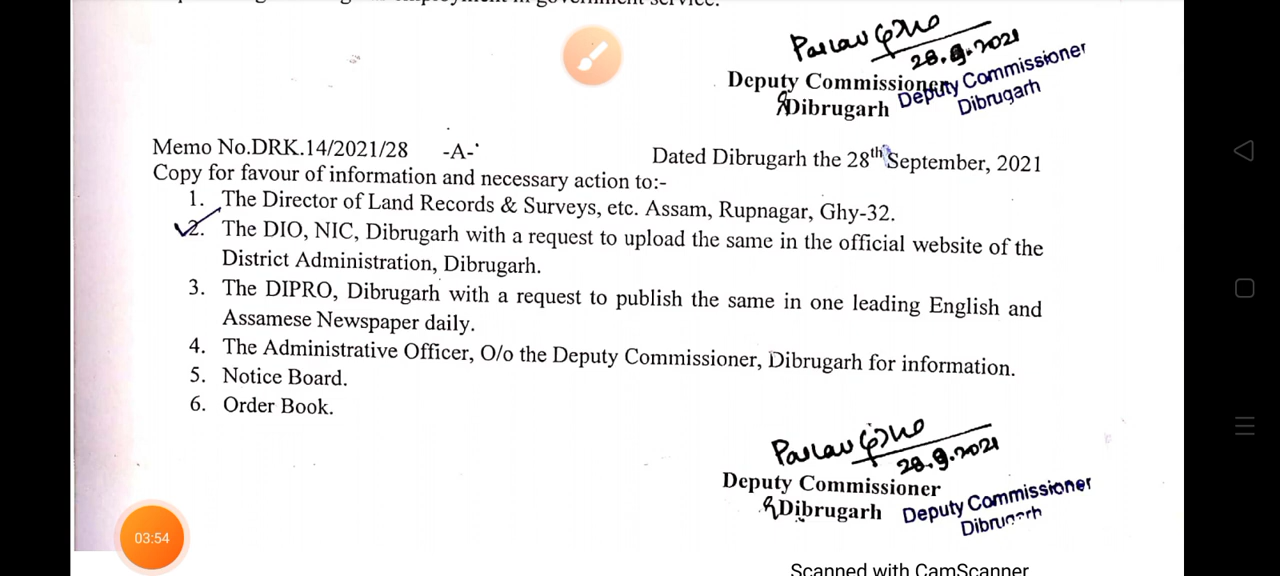 28.9.2021
Deputy Commissioner
Dibrugarh
Deputy Commissioner
Dibrugarh
Memo No.DRK.14/2021/28 -A-
Dated Dibrugarh the 28th September, 2021
Copy for favour of information and necessary action to:-
1. The Director of Land Records & Surveys, etc. Assam, Rupnagar, Ghy-32.
2. The DIO, NIC, Dibrugarh with a request to upload the same in the official website of the
District Administration, Dibrugarh.
3. The DIPRO, Dibrugarh with a request to publish the same in one leading English and
Assamese Newspaper daily.
4. The Administrative Officer, O/o the Deputy Commissioner, Dibrugarh for information.
5. Notice Board.
6. Order Book.
28.9.2021
Deputy Commissioner
Dibrugarh
Deputy Commissioner
Dibrugarh
03:54
Scanned with CamScanner